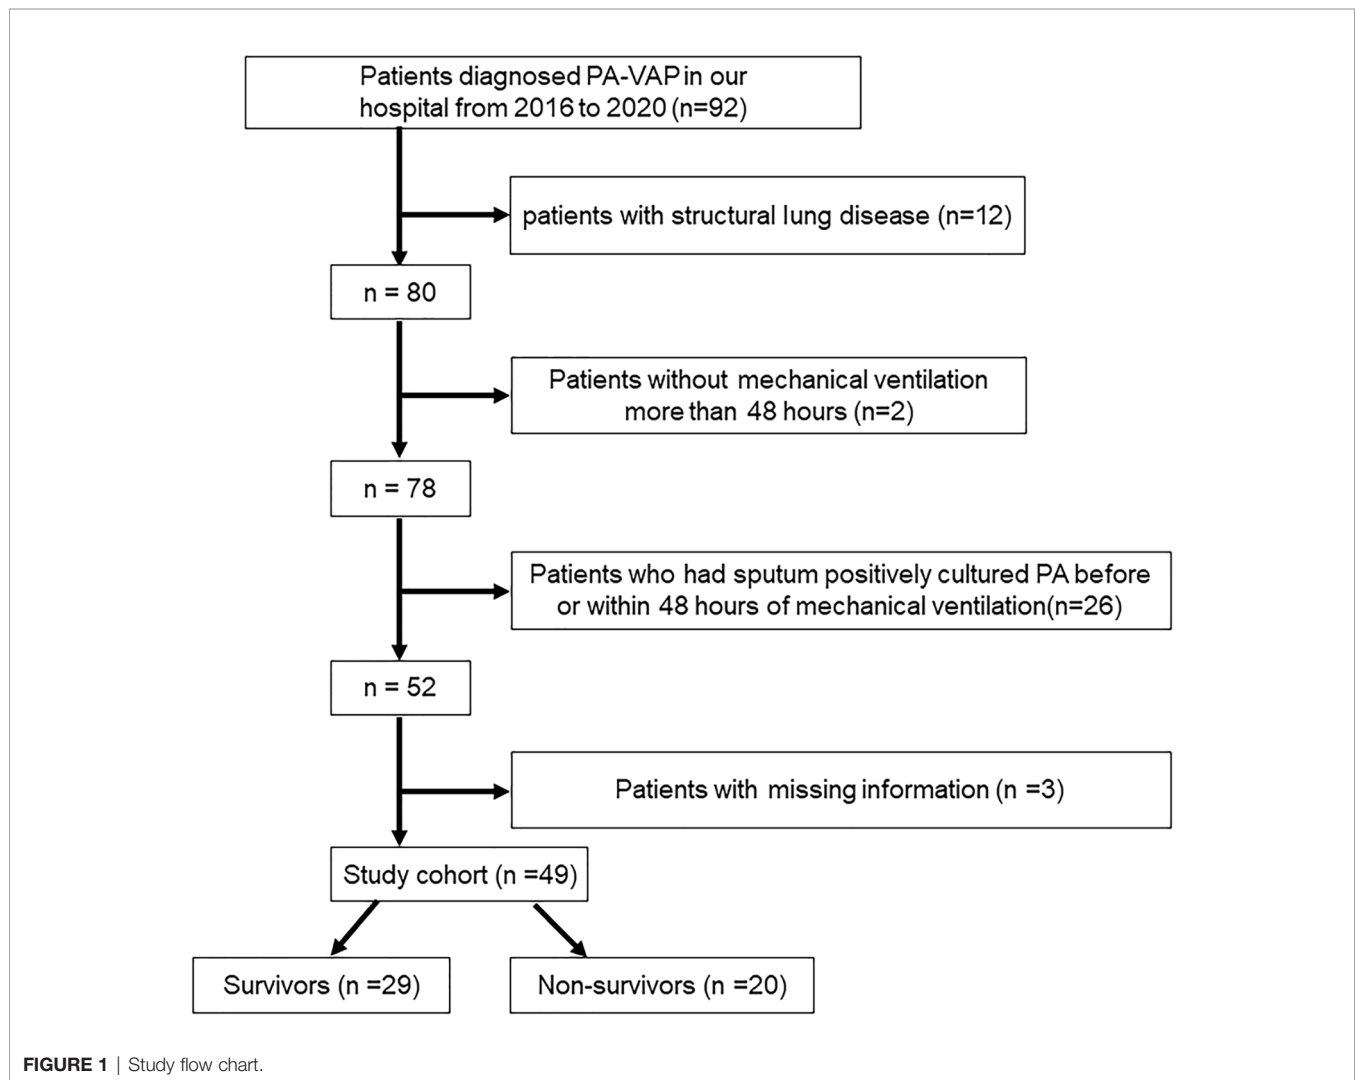 Patients diagnosed PA-VAP in our
hospital from 2016 to 2020 (n=92)
patients with structural lung disease (n=12)
n = 80
Patients without mechanical ventilation
more than 48 hours (n=2)
n = 78
Patients who had sputum positively cultured PA before
or within 48 hours of mechanical ventilation(n=26)
n = 52
Patients with missing information (n =3)
Study cohort (n =49)
Survivors (n =29)
Non-survivors (n =20)
FIGURE 1 | Study flow chart.